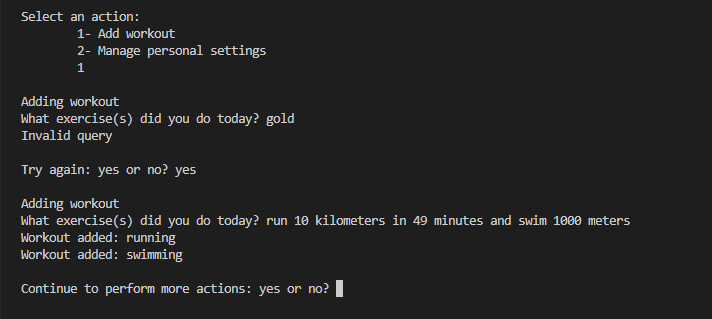 Select an action:
1- Add workout
2- Manage personal settings
1
Adding workout
What exercise(s) did you do today? gold
Invalid query
Try again: yes or no? yes
Adding workout
What exercise(s) did you do today? run 10 kilometers in 49 minutes and swim 1000 meters
Workout added: running
Workout added: swimming
Continue to perform more actions: yes or no?